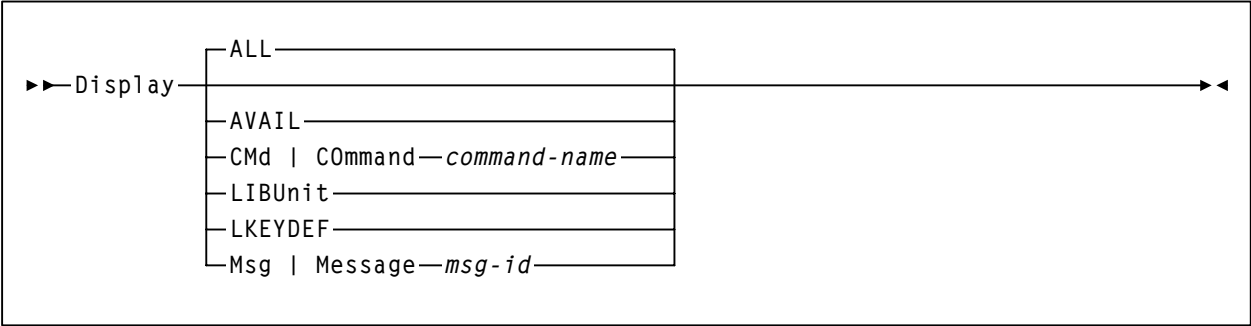 ALL
Display
AVAIL
CMd | COmmand command-name
LIBUnit
LKEYDEF
Msg | Message msg-id